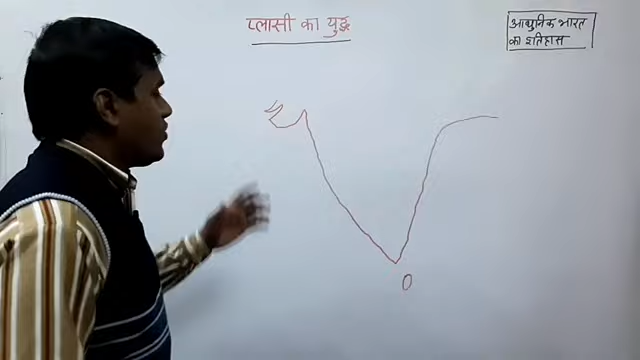 प्लासी का युद्ध
आधुनिक भारत
का इतिहास
0